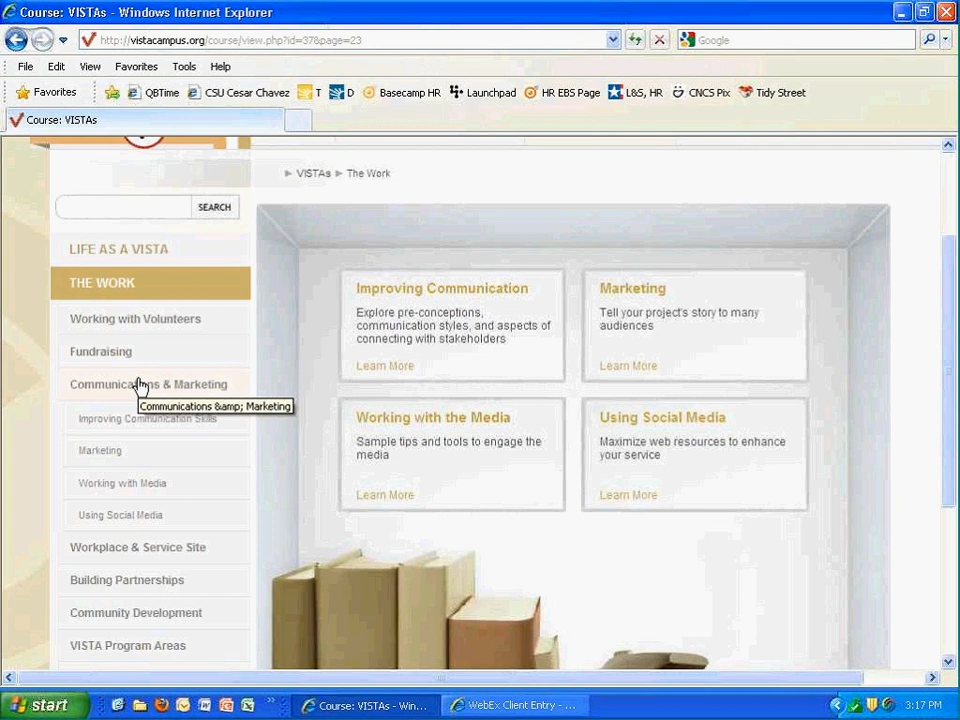 Course: VISTAs - Windows Internet Explorer
http://vistacampus.org/course/view.php?id=37&page=23
Google
File Edit View Favorites Tools Help
Favorites QBTime CSU Cesar Chavez T D Basecamp HR Launchpad HR EBS Page L&S, HR CNCS Pix Tidy Street
Course: VISTAs
VISTAs The Work
SEARCH
LIFE AS A VISTA
THE WORK
Working with Volunteers
Fundraising
Communications & Marketing
Communications &amp; Marketing
Improving Communication Skills
Marketing
Working with Media
Using Social Media
Workplace & Service Site
Building Partnerships
Community Development
VISTA Program Areas
Improving Communication
Explore pre-conceptions,
communication styles, and aspects of
connecting with stakeholders
Learn More
Marketing
Tell your project's story to many
audiences
Learn More
Working with the Media
Sample tips and tools to engage the
media
Learn More
Using Social Media
Maximize web resources to enhance
your service
Learn More
start
Course: VISTAs - Win...
WebEx Client Entry - ...
3:17 PM